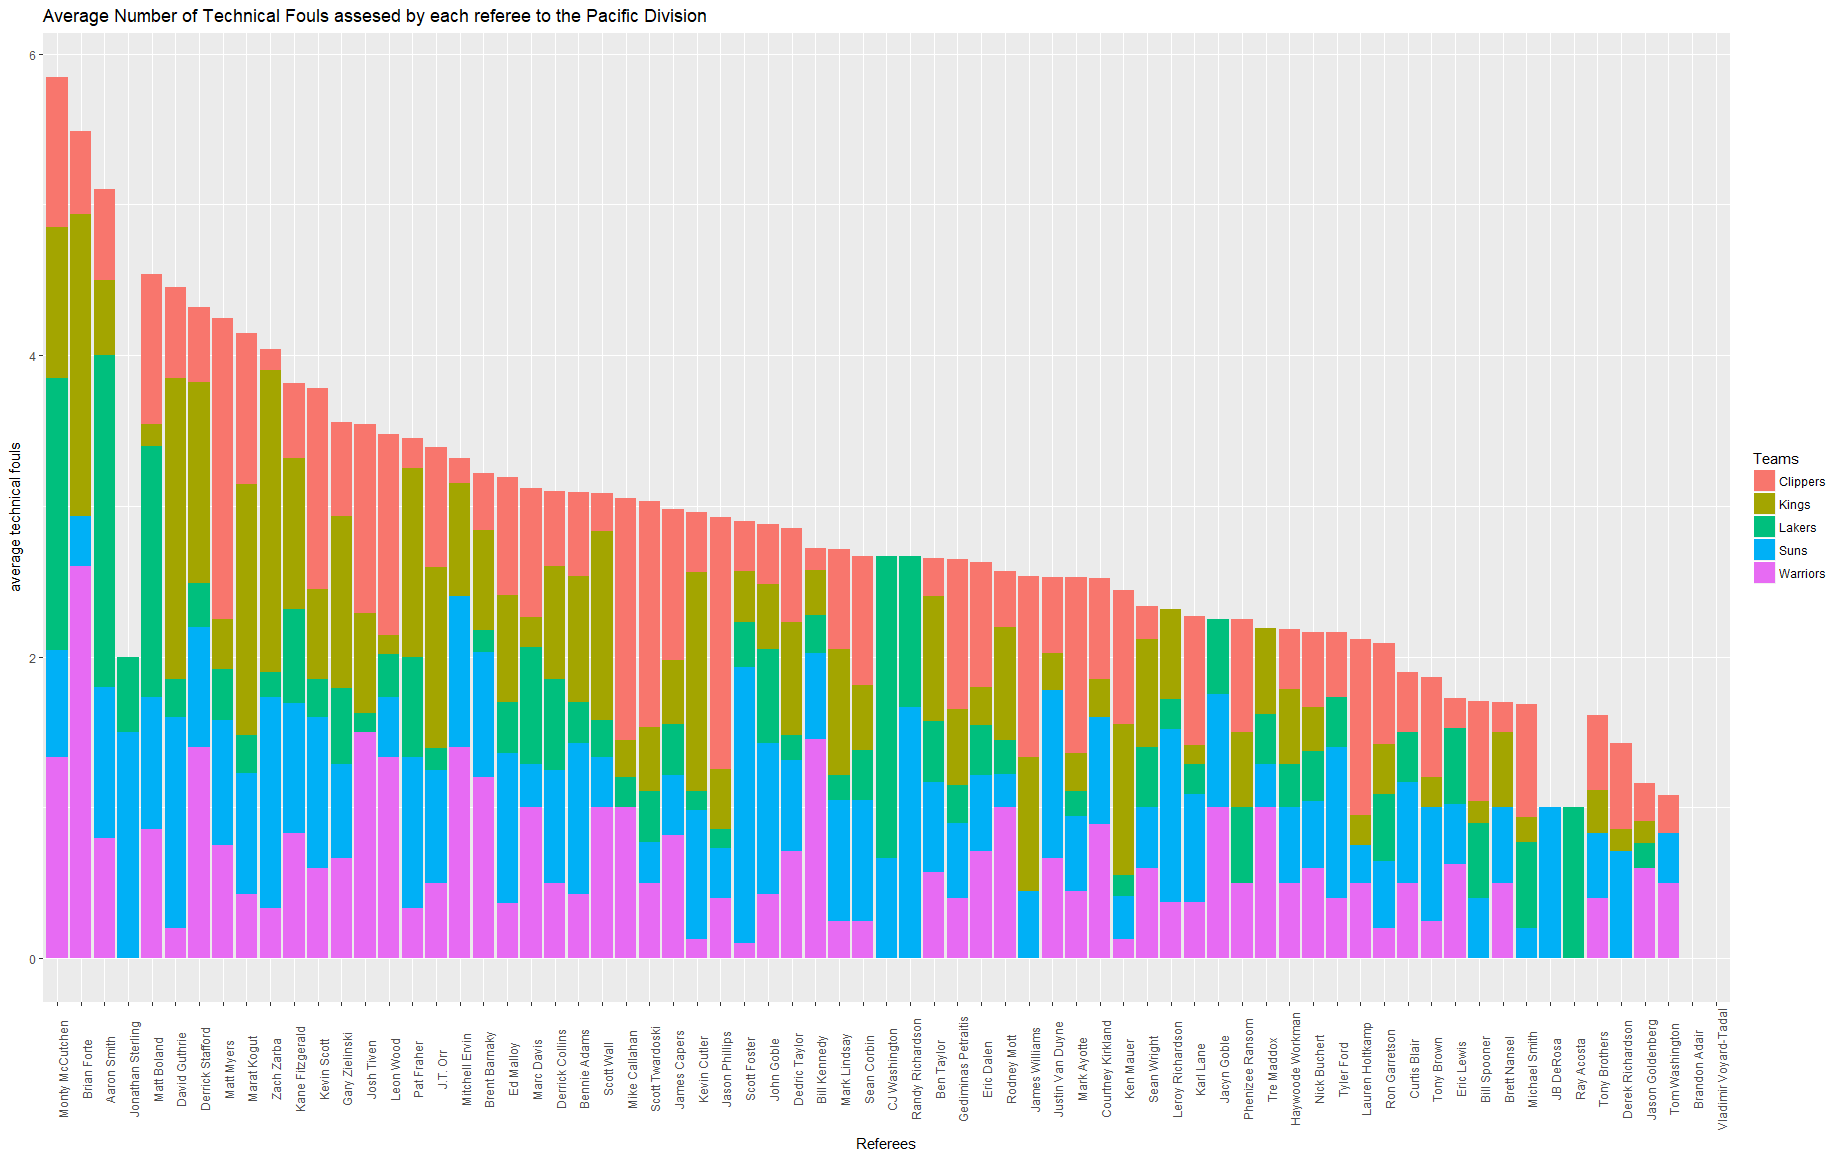 Average Number of Technical Fouls assesed by each referee to the Pacific Division
average technical fouls
6
4
2
0
Monty McCutchen
Brian Forte
Aaron Smith
Jonathan Sterling
Matt Boland
David Guthrie
Derrick Stafford
Matt Myers
Marat Kogut
Zach Zarba
Kane Fitzgerald
Kevin Scott
Gary Zielinski
Josh Tiven
Leon Wood
Pat Fraher
J.T. Orr
Mitchell Ervin
Brent Barnaky
Ed Malloy
Marc Davis
Derrick Collins
Bennie Adams
Scott Wall
Mike Callahan
Scott Twardoski
James Capers
Kevin Cutler
Jason Phillips
Scott Foster
John Goble
Dedric Taylor
Bill Kennedy
Mark Lindsay
Sean Corbin
CJ Washington
Randy Richardson
Ben Taylor
Gediminas Petraitis
Eric Dalen
Rodney Mott
James Williams
Justin Van Duyne
Mark Ayotte
Courtney Kirkland
Ken Mauer
Sean Wright
Leroy Richardson
Karl Lane
Jacyn Goble
Phenizee Ransom
Tre Maddox
Haywoode Workman
Nick Buchert
Tyler Ford
Lauren Holtkamp
Ron Garretson
Curtis Blair
Tony Brown
Eric Lewis
Bill Spooner
Brett Nansel
Michael Smith
JB DeRosa
Ray Acosta
Tony Brothers
Derek Richardson
Jason Goldenberg
Tom Washington
Brandon Adair
Vladimir Voyard-Tadal
Referees
Teams
Clippers
Kings
Lakers
Suns
Warriors